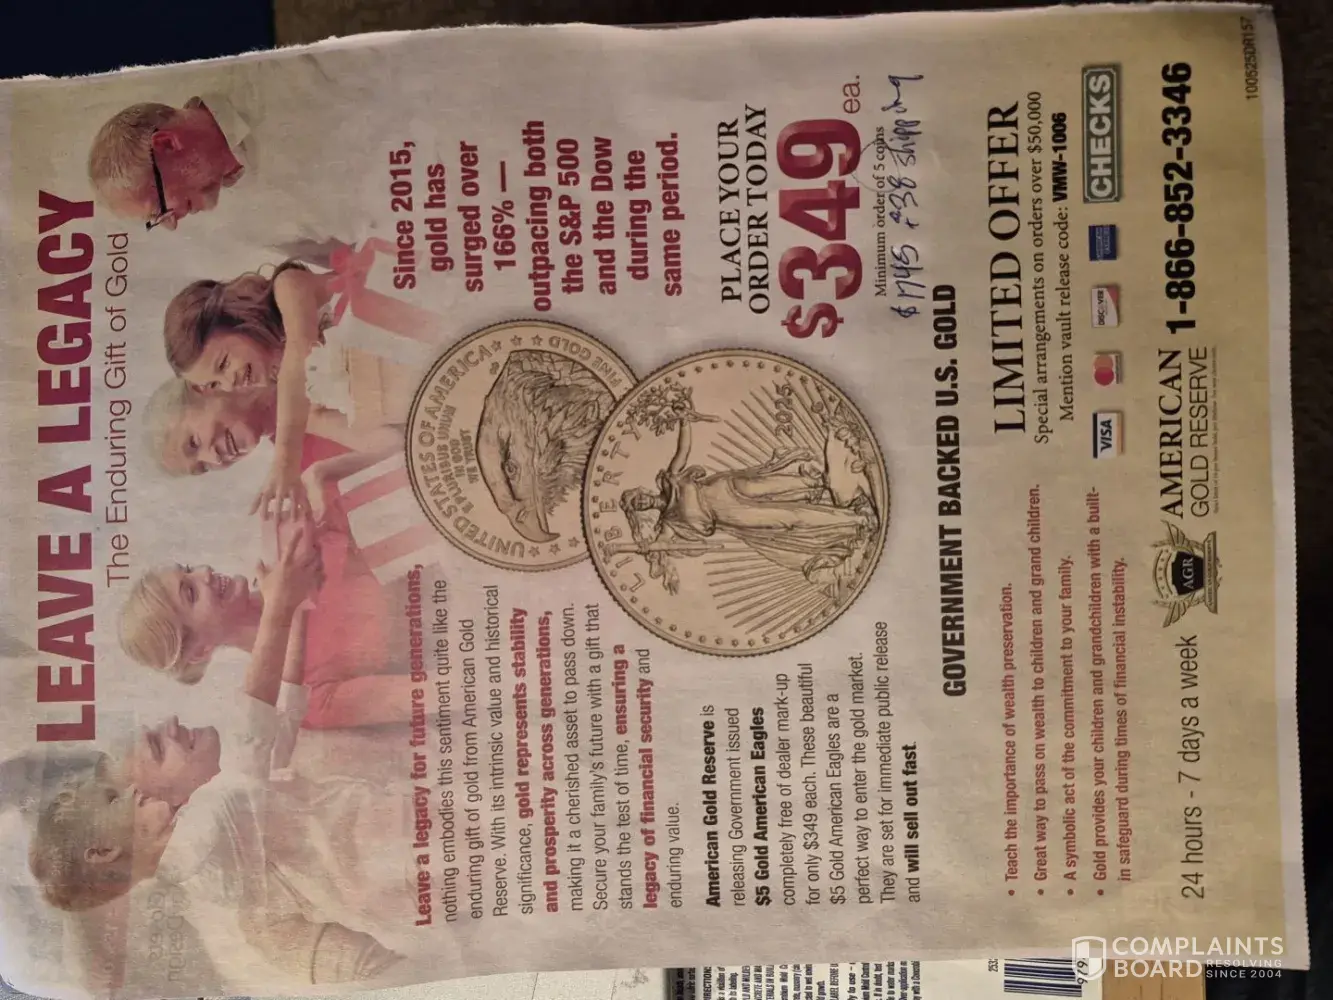 LEAVE A LEGACY
The Enduring Gift of Gold
Leave a legacy for future generations,
nothing embodies this sentiment quite like the
enduring gift of gold from American Gold
Reserve. With its intrinsic value and historical
significance, gold represents stability
and prosperity across generations,
making it a cherished asset to pass down.
Secure your family's future with a gift that
stands the test of time, ensuring a
legacy of financial security and
enduring value.
American Gold Reserve is
releasing Government issued
$5 Gold American Eagles
completely free of dealer mark-up
for only $349 each. These beautiful
$5 Gold American Eagles are a
perfect way to enter the gold market.
They are set for immediate public release
and will sell out fast.
UNITED STATES OF AMERICA
E PLURIBUS UNUM
IN GOD
WE TRUST
FINE GOLD
LIBERTY
2025
Since 2015,
gold has
surged over
166% —
outpacing both
the S&P 500
and the Dow
during the
same period.
PLACE YOUR
ORDER TODAY
$349 ea.
Minimum order of 5 coins
$1745 + 38 shipping
GOVERNMENT BACKED U.S. GOLD
• Teach the importance of wealth preservation.
• Great way to pass on wealth to children and grand children.
• A symbolic act of the commitment to your family.
• Gold provides your children and grandchildren with a built-
in safeguard during times of financial instability.
LIMITED OFFER
Special arrangements on orders over $50,000
Mention vault release code: VMW-1006
VISA
DISCOVER
CHECKS
24 hours - 7 days a week
AGR
AMERICAN
GOLD RESERVE
1-866-852-3346
100525DR157
COMPLAINTS
BOARD
RESOLVING
SINCE 2004